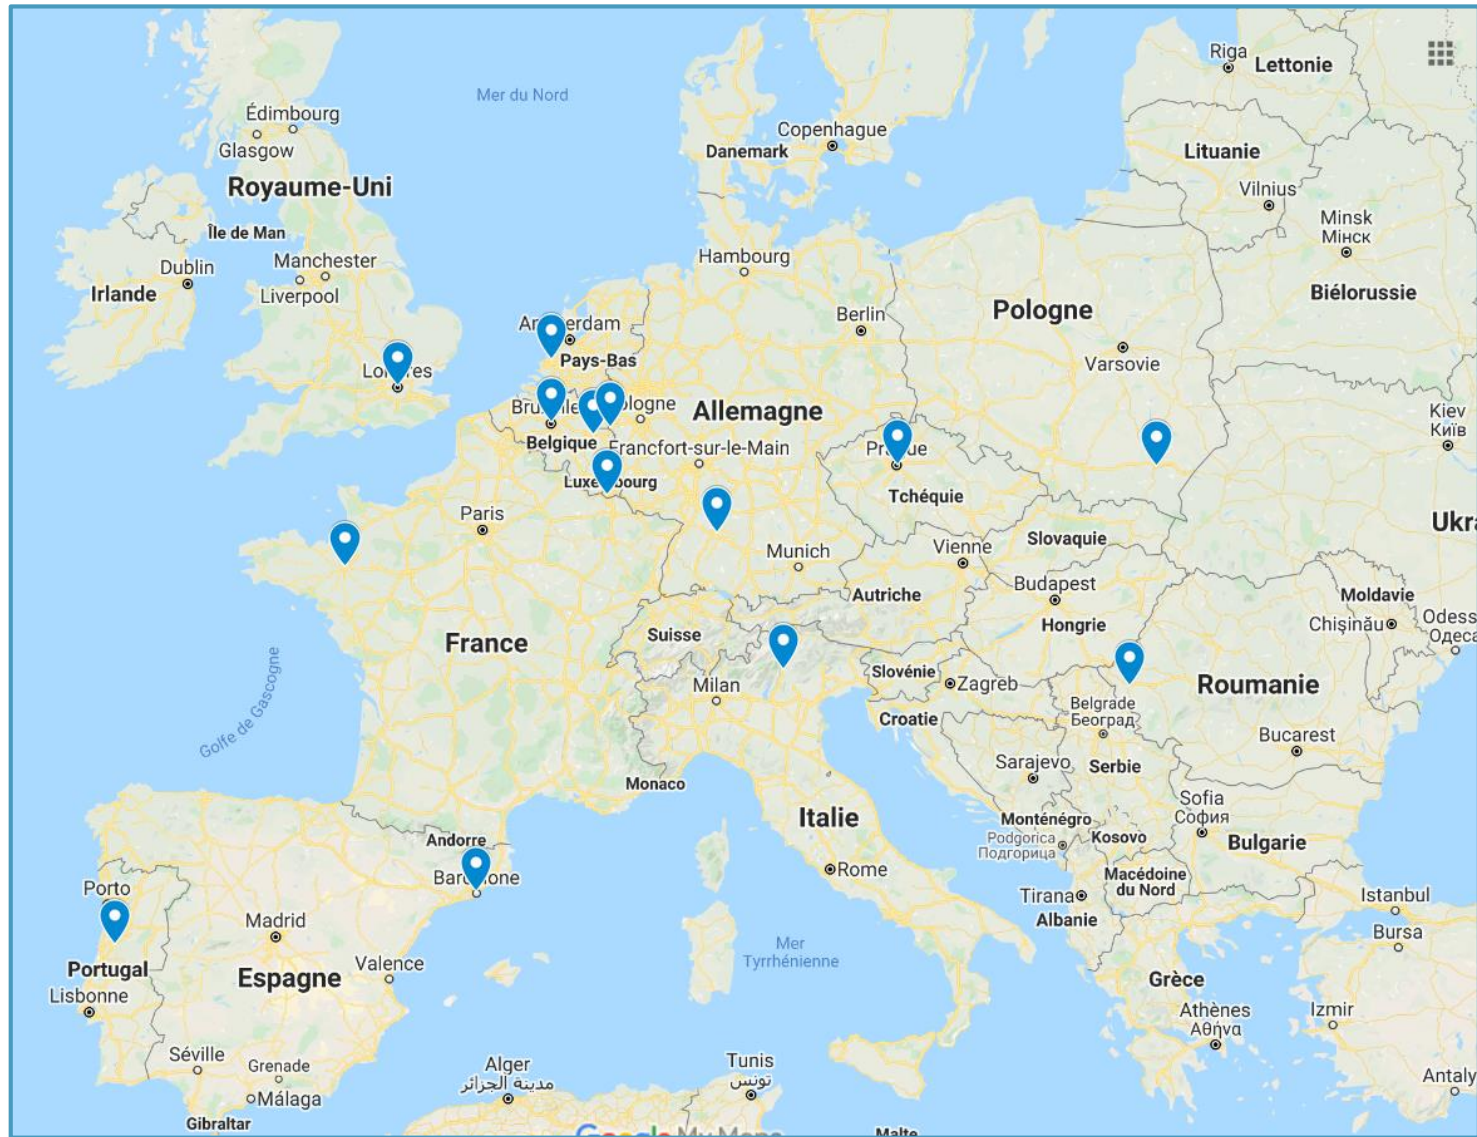 Riga
Lettonie
Mer du Nord
Édimbourg
Glasgow
Copenhague
Danemark
Lituanie
Vilnius
Royaume-Uni
Île de Man
Minsk
Мінск
Dublin
Manchester
Liverpool
Irlande
Hambourg
Biélorussie
Berlin
Pologne
Varsovie
Pays-Bas
Allemagne
Kiev
Київ
Belgique
Francfort-sur-le-Main
Tchéquie
Paris
Munich
Vienne
Slovaquie
Budapest
Autriche
Hongrie
Moldavie
Chișinău
Odess
Одеса
Suisse
France
Slovénie
Zagreb
Milan
Roumanie
Belgrade
Београд
Croatie
Golfe de Gascogne
Bucarest
Sarajevo
Serbie
Monaco
Sofia
София
Italie
Monténégro
Podgorica
Подгорица
Kosovo
Bulgarie
Andorre
Rome
Macédoine
du Nord
Porto
Tirana
Albanie
Istanbul
Bursa
Madrid
Mer
Tyrrhénienne
Portugal
Espagne
Valence
Grèce
Lisbonne
Athènes
Αθήνα
Izmir
Séville
Grenade
Alger
مدينة الجزائر
Tunis
تونس
Málaga
Antaly
Gibraltar
Malte